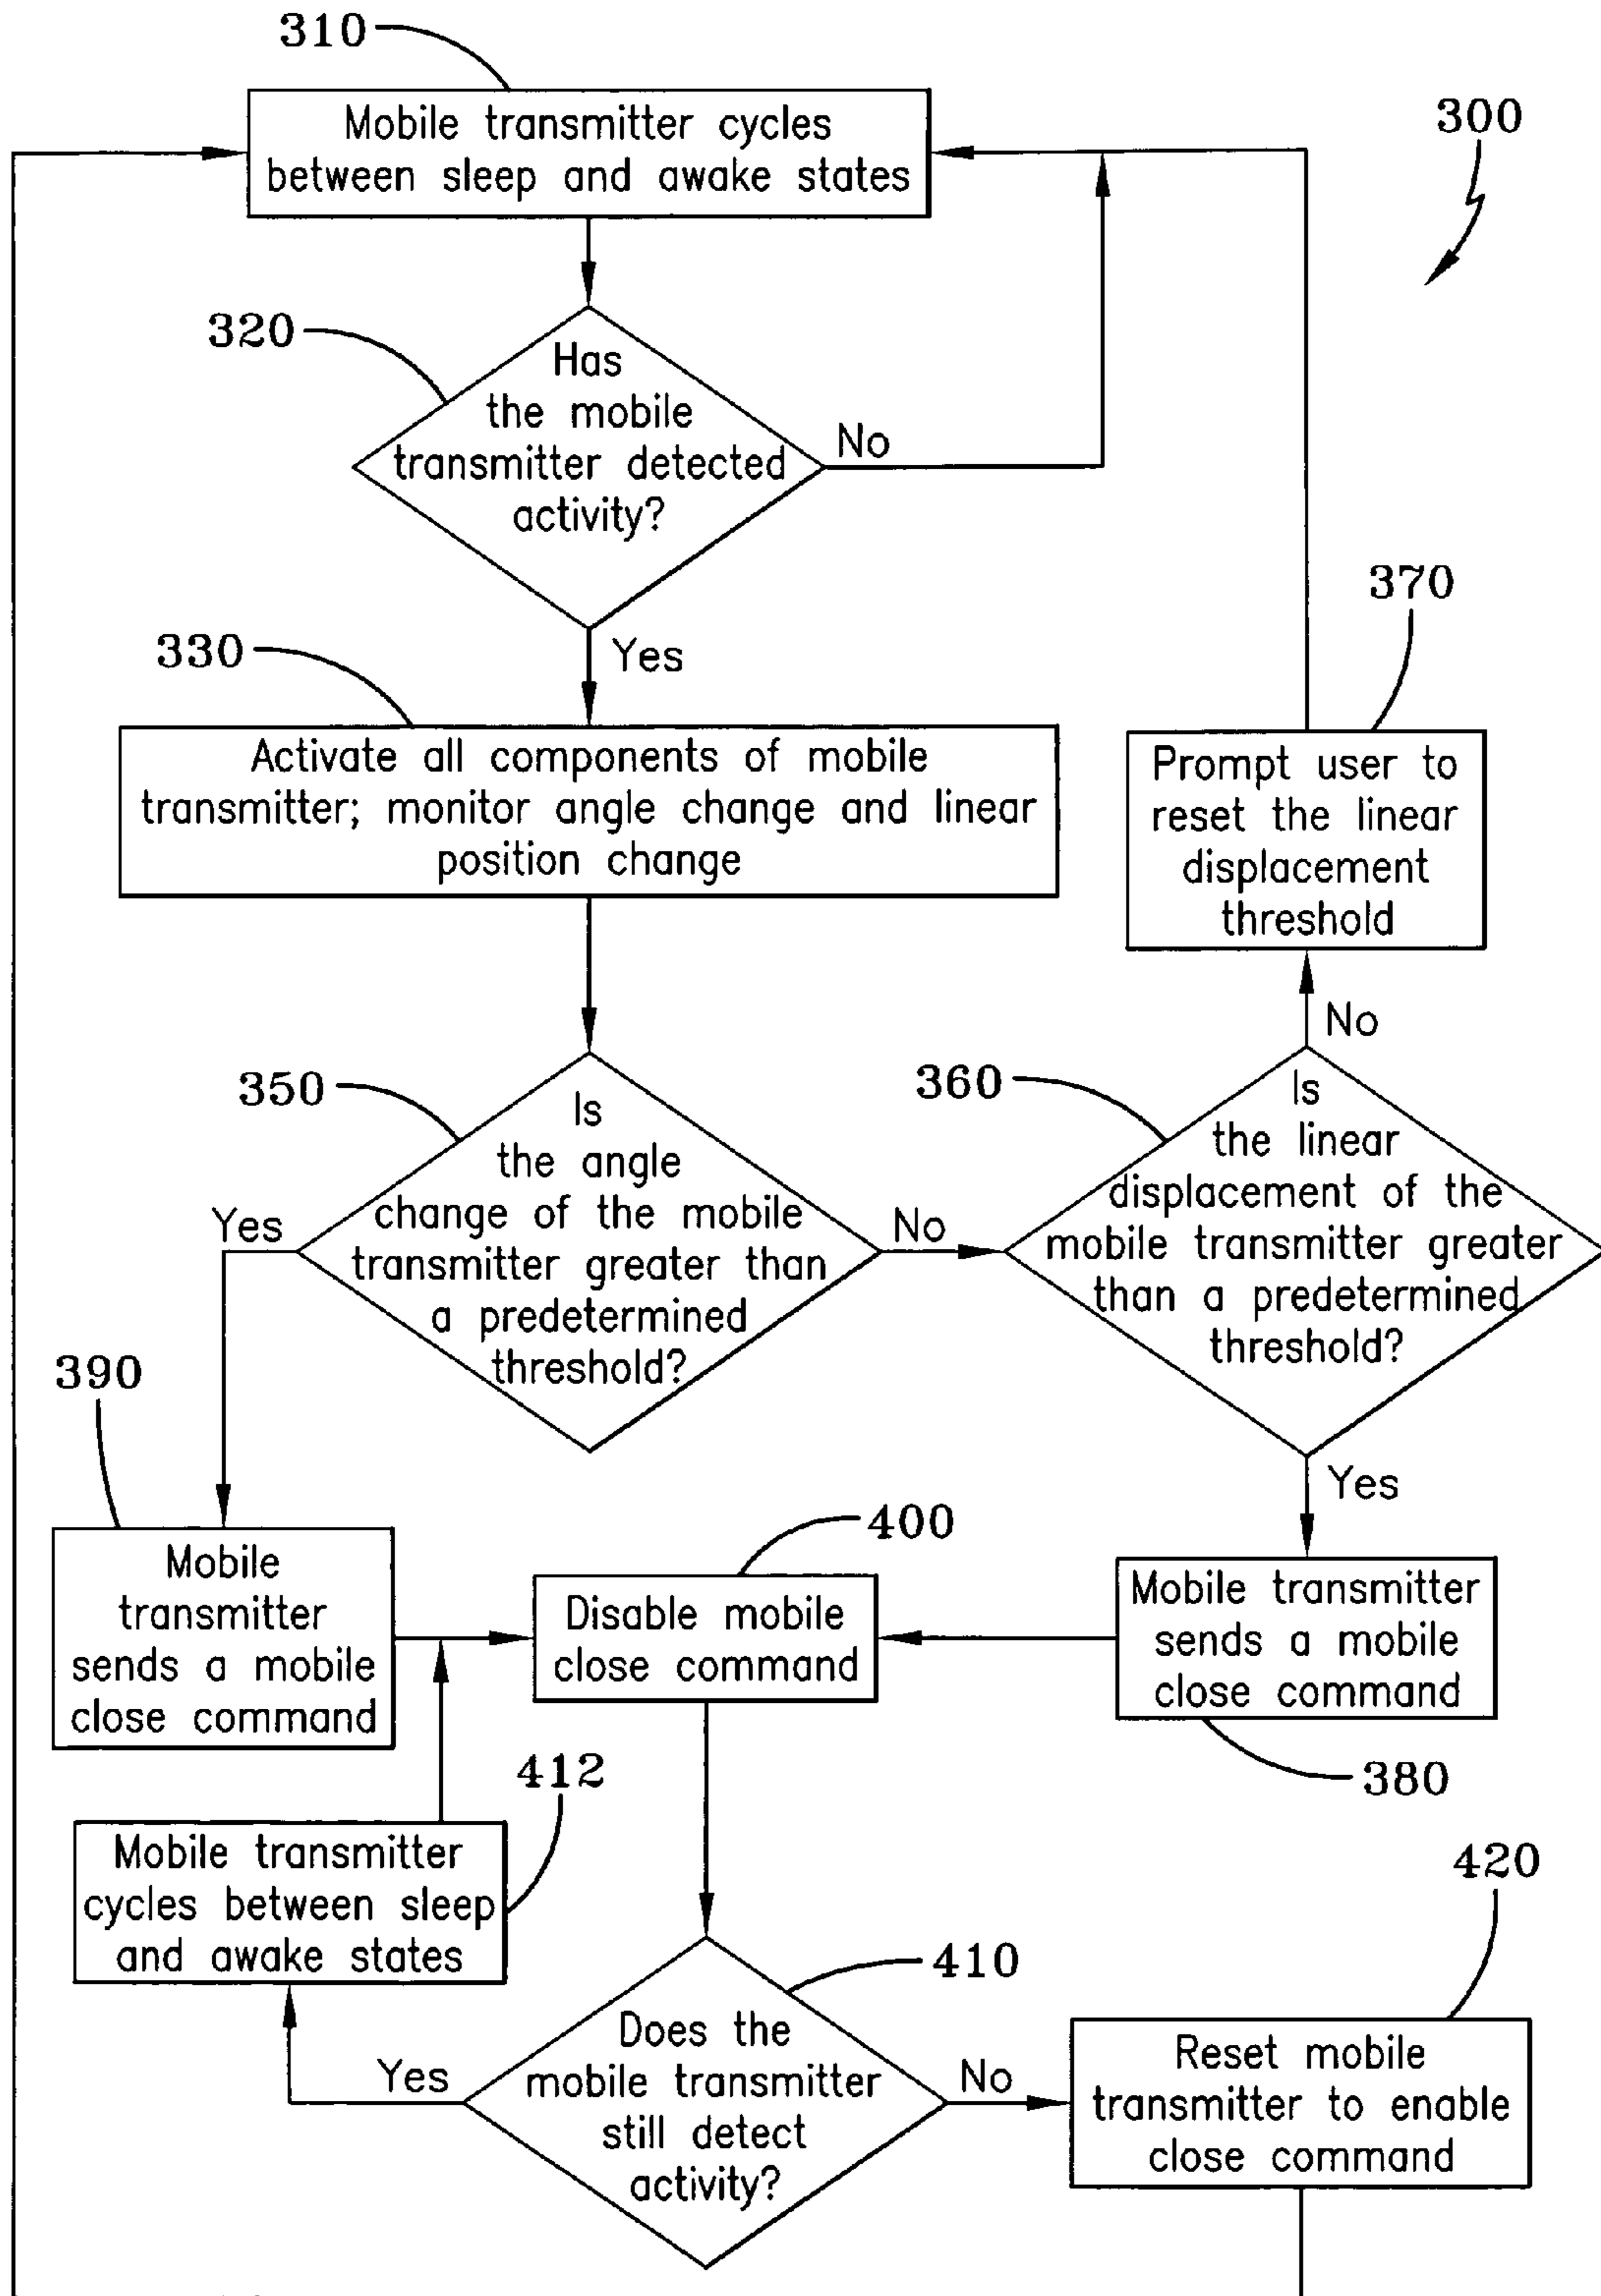 310
Mobile transmitter cycles
between sleep and awake states
300
320
Has
the mobile
transmitter detected
activity?
No
Yes
330
Activate all components of mobile
transmitter; monitor angle change and linear
position change
370
Prompt user to
reset the linear
displacement
threshold
No
350
Is
the angle
change of the mobile
transmitter greater than
a predetermined
threshold?
Yes
No
360
Is
the linear
displacement of the
mobile transmitter greater
than a predetermined
threshold?
Yes
390
Mobile
transmitter
sends a mobile
close command
400
Disable mobile
close command
Mobile transmitter
sends a mobile
close command
380
412
Mobile transmitter
cycles between sleep
and awake states
410
Does the
mobile transmitter
still detect
activity?
Yes
No
420
Reset mobile
transmitter to enable
close command